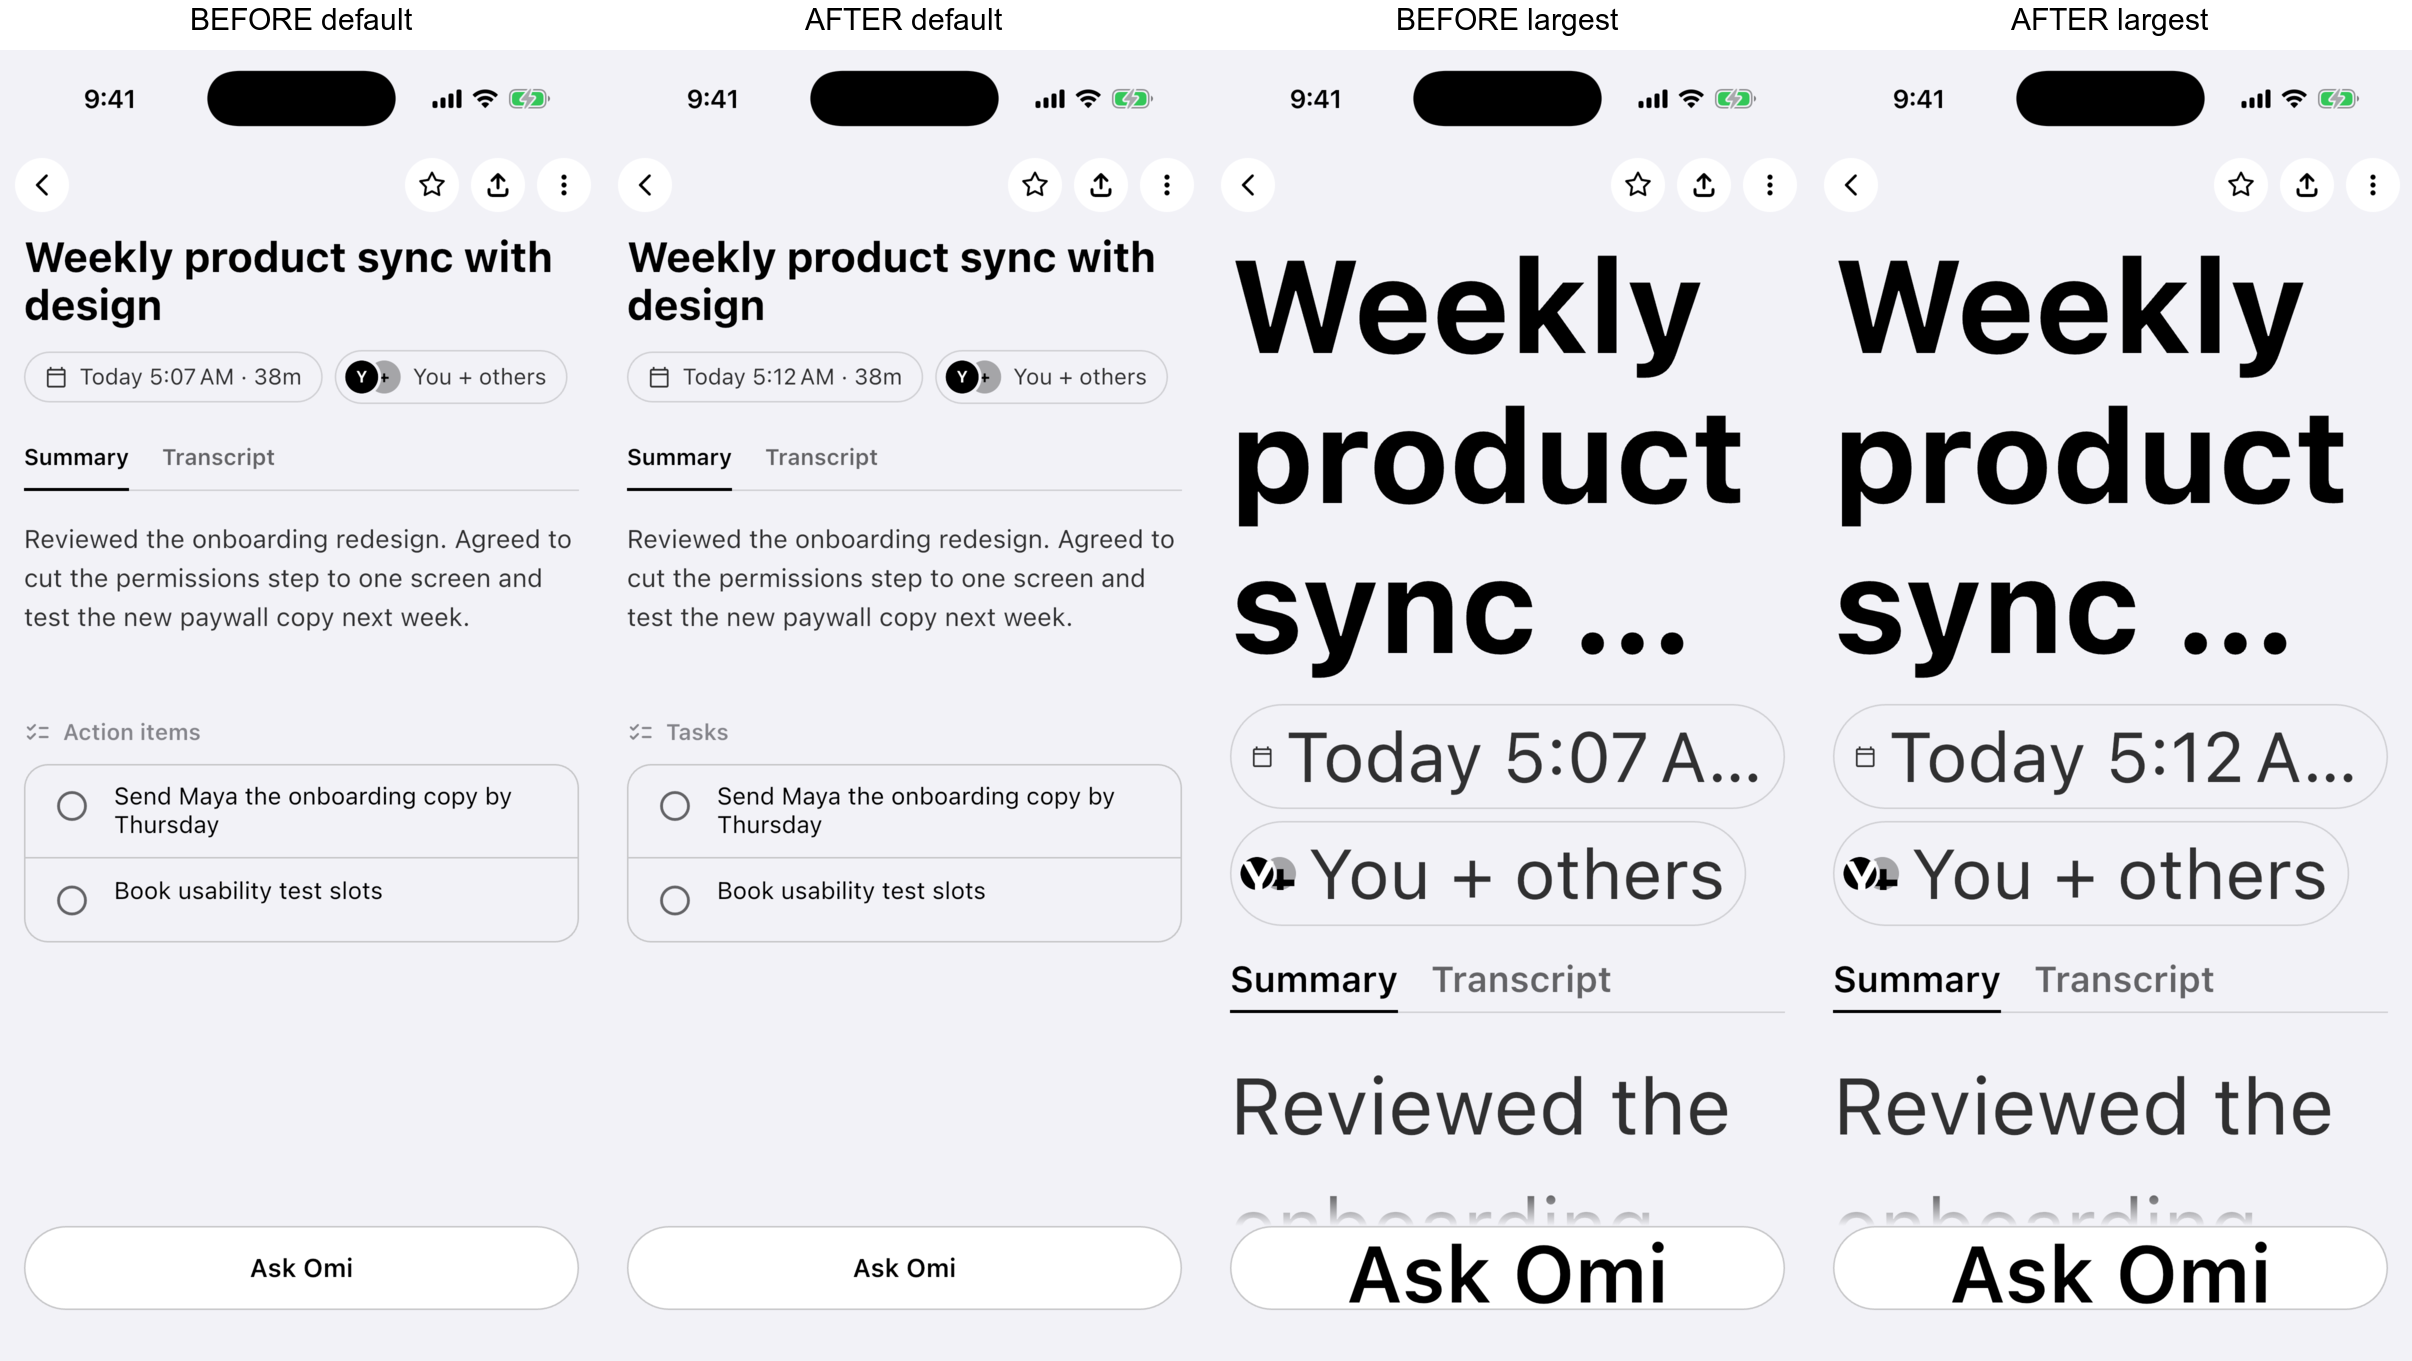 BEFORE default
9:41
Weekly product sync with
design
Today 5:07 AM · 38m
Y + You + others
Summary Transcript
Reviewed the onboarding redesign. Agreed to
cut the permissions step to one screen and
test the new paywall copy next week.
Action items
Send Maya the onboarding copy by
Thursday
Book usability test slots
Ask Omi
AFTER default
9:41
Weekly product sync with
design
Today 5:12 AM · 38m
Y + You + others
Summary Transcript
Reviewed the onboarding redesign. Agreed to
cut the permissions step to one screen and
test the new paywall copy next week.
Tasks
Send Maya the onboarding copy by
Thursday
Book usability test slots
Ask Omi
BEFORE largest
9:41
Weekly
product
sync ...
Today 5:07 A...
Y + You + others
Summary Transcript
Reviewed the
onboarding
Ask Omi
AFTER largest
9:41
Weekly
product
sync ...
Today 5:12 A...
Y + You + others
Summary Transcript
Reviewed the
onboarding
Ask Omi